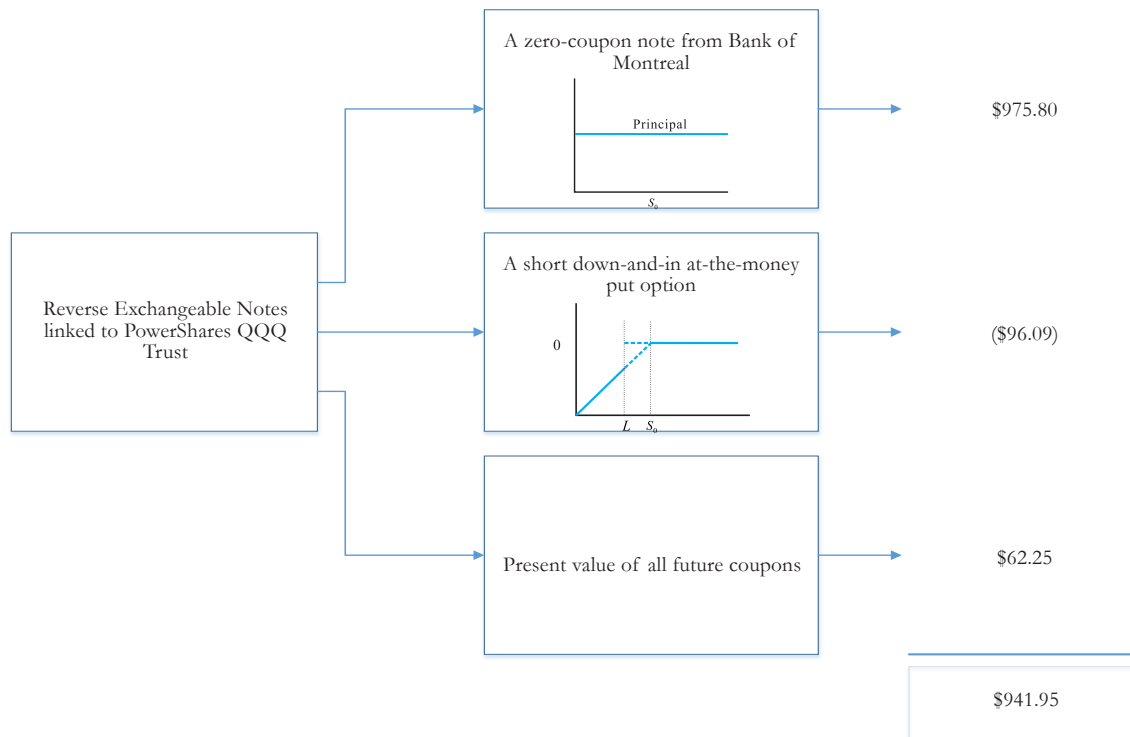 A zero-coupon note from Bank of
Montreal
Principal
S₀
$975.80
Reverse Exchangeable Notes
linked to PowerShares QQQ
Trust
A short down-and-in at-the-money
put option
0
L S₀
($96.09)
Present value of all future coupons
$62.25
$941.95